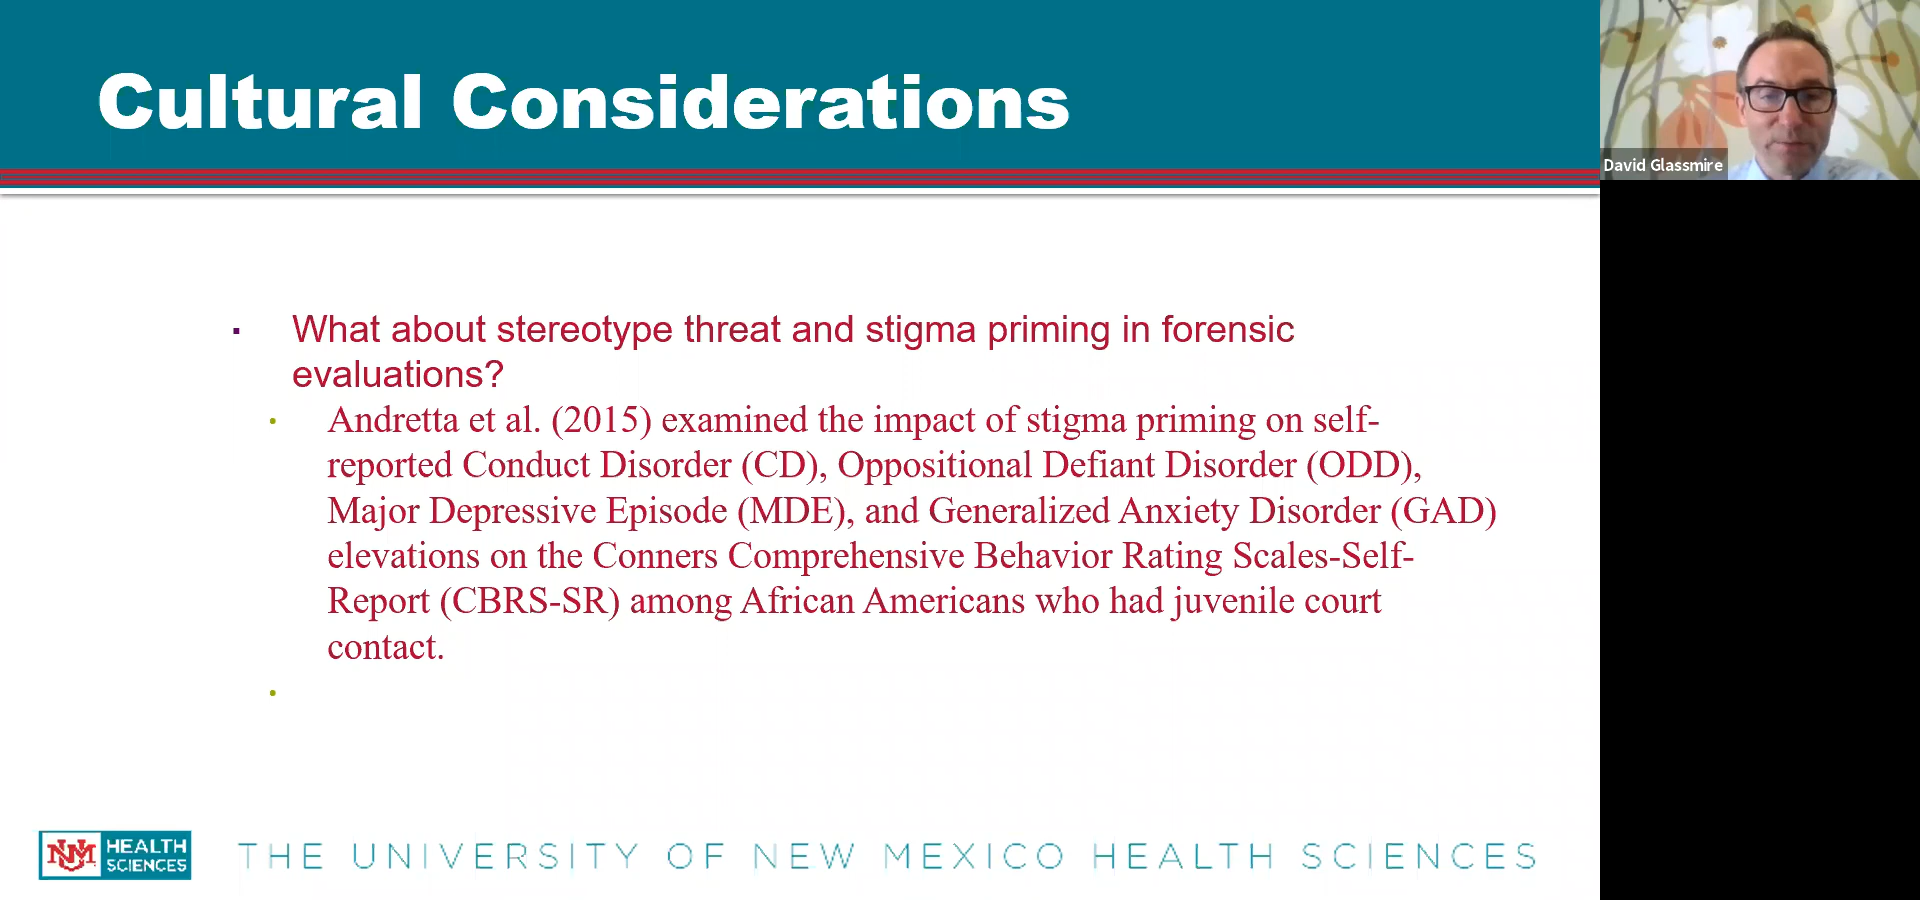 Cultural Considerations
David Glassmire
What about stereotype threat and stigma priming in forensic
evaluations?
Andretta et al. (2015) examined the impact of stigma priming on self-
reported Conduct Disorder (CD), Oppositional Defiant Disorder (ODD),
Major Depressive Episode (MDE), and Generalized Anxiety Disorder (GAD)
elevations on the Conners Comprehensive Behavior Rating Scales-Self-
Report (CBRS-SR) among African Americans who had juvenile court
contact.
UNM HEALTH
SCIENCES
THE UNIVERSITY OF NEW MEXICO HEALTH SCIENCES